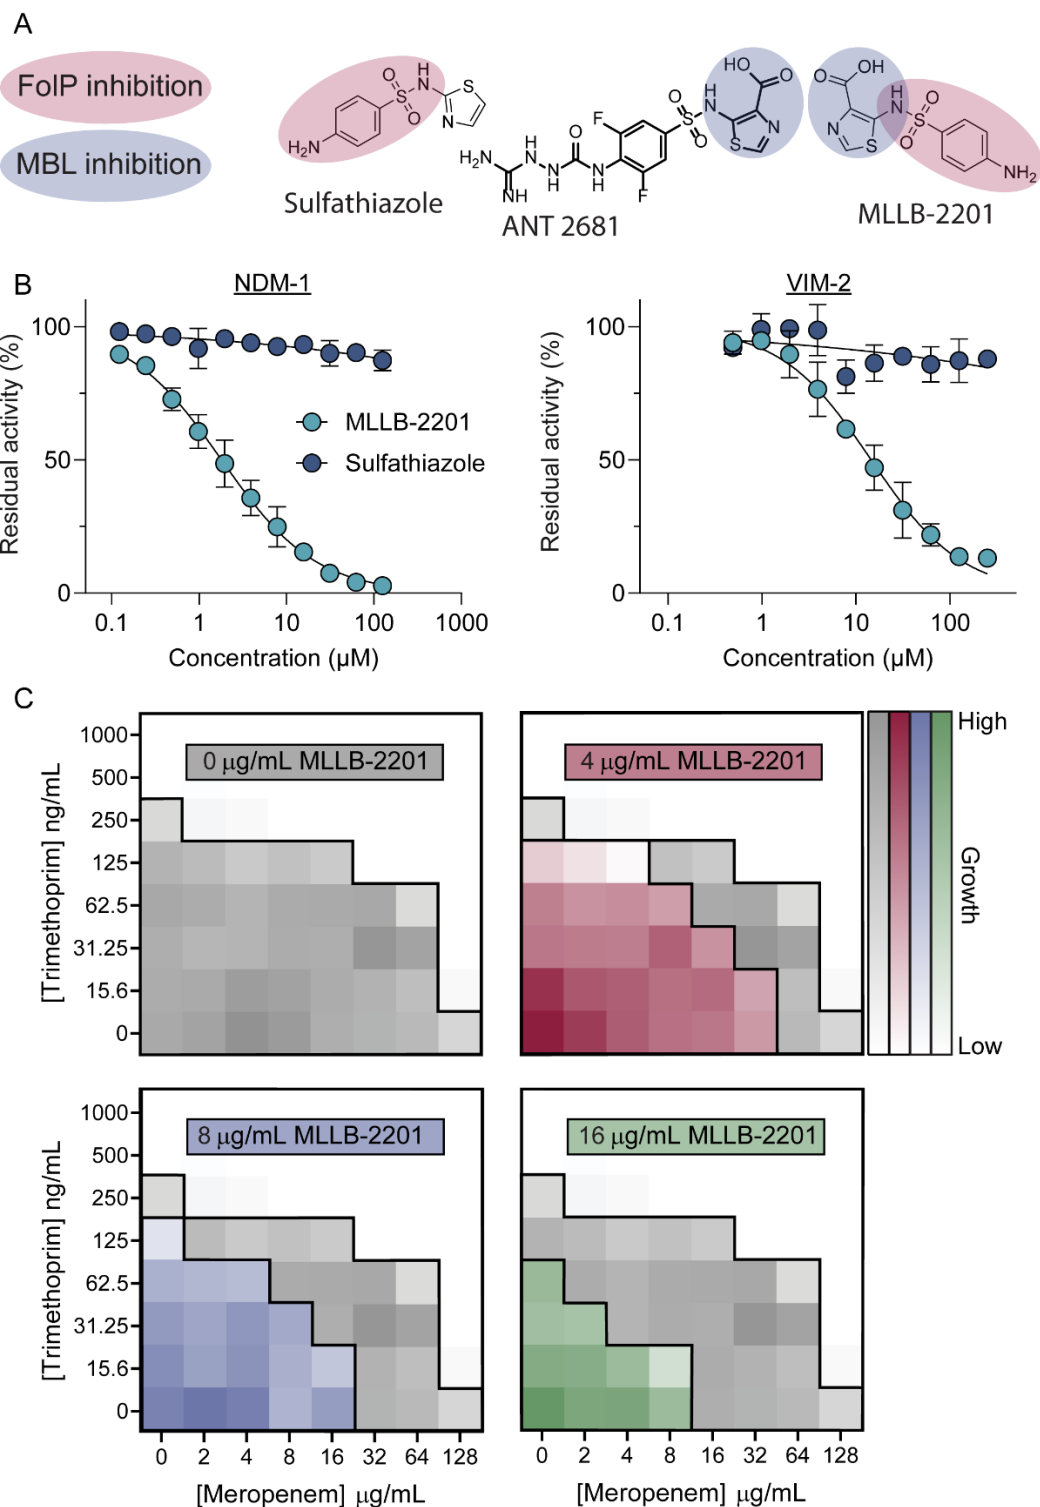 A
FolP inhibition
MBL inhibition
H
N
S
O
O
S
N
H2N
Sulfathiazole
H2N
NH
H
N
N
H
O
N
H
F
F
O
S
O
H
N
HO
O
N
S
ANT 2681
O
OH
N
S
H
N
O
S
O
NH2
MLLB-2201
B
NDM-1
VIM-2
Residual activity (%)
100
50
0
MLLB-2201
Sulfathiazole
0.1 1 10 100 1000
Concentration (µM)
Residual activity (%)
100
50
0
0.1 1 10 100
Concentration (µM)
C
[Trimethoprim] ng/mL
1000
500
250
125
62.5
31.25
15.6
0
0 µg/mL MLLB-2201
4 µg/mL MLLB-2201
High
Growth
Low
[Trimethoprim] ng/mL
1000
500
250
125
62.5
31.25
15.6
0
8 µg/mL MLLB-2201
16 µg/mL MLLB-2201
0 2 4 8 16 32 64 128
[Meropenem] µg/mL
0 2 4 8 16 32 64 128
[Meropenem] µg/mL